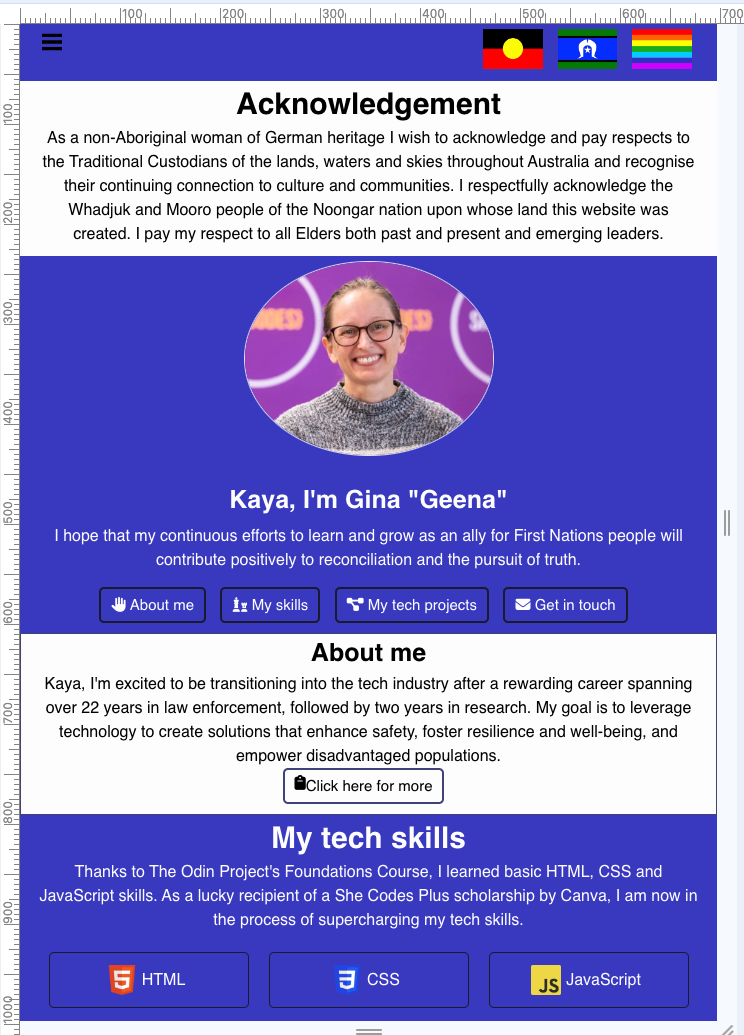 100 200 300 400 500 600 700
Acknowledgement
As a non-Aboriginal woman of German heritage I wish to acknowledge and pay respects to
the Traditional Custodians of the lands, waters and skies throughout Australia and recognise
their continuing connection to culture and communities. I respectfully acknowledge the
Whadjuk and Mooro people of the Noongar nation upon whose land this website was
created. I pay my respect to all Elders both past and present and emerging leaders.
Kaya, I'm Gina "Geena"
I hope that my continuous efforts to learn and grow as an ally for First Nations people will
contribute positively to reconciliation and the pursuit of truth.
About me My skills My tech projects Get in touch
About me
Kaya, I'm excited to be transitioning into the tech industry after a rewarding career spanning
over 22 years in law enforcement, followed by two years in research. My goal is to leverage
technology to create solutions that enhance safety, foster resilience and well-being, and
empower disadvantaged populations.
Click here for more
My tech skills
Thanks to The Odin Project's Foundations Course, I learned basic HTML, CSS and
JavaScript skills. As a lucky recipient of a She Codes Plus scholarship by Canva, I am now in
the process of supercharging my tech skills.
5 HTML 3 CSS JS JavaScript
100
200
300
400
500
600
700
800
900
1000